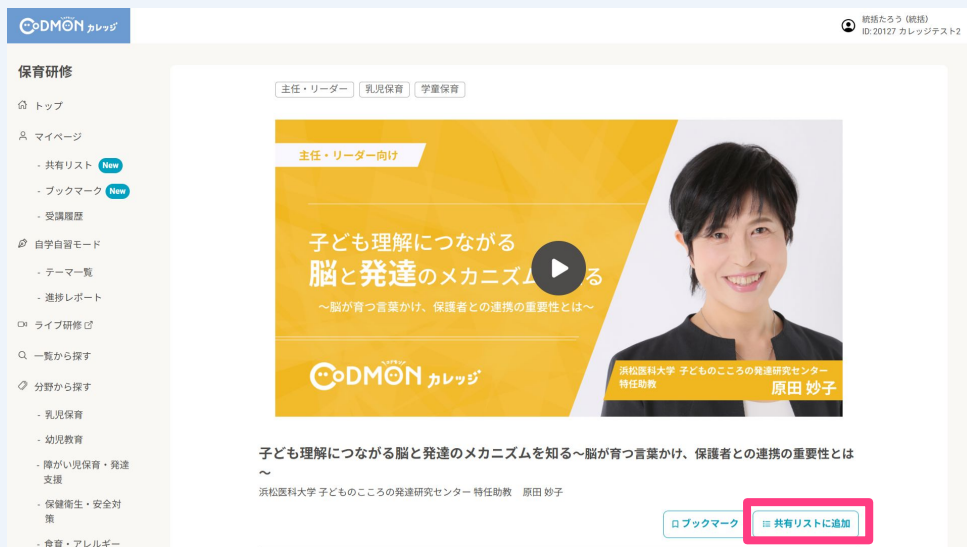 CoDMON カレッジ
統括たろう (統括)
ID: 20127 カレッジテスト2
保育研修
トップ
マイページ
- 共有リスト New
- ブックマーク New
- 受講履歴
自学自習モード
- テーマ一覧
- 進捗レポート
ライブ研修
一覧から探す
分野から探す
- 乳児保育
- 幼児教育
- 障がい児保育・発達
支援
- 保健衛生・安全対
策
- 食育・アレルギー
主任・リーダー 乳児保育 学童保育
主任・リーダー向け
子ども理解につながる
脳と発達のメカニズム る
～脳が育つ言葉かけ、保護者との連携の重要性とは～
CoDMON カレッジ
浜松医科大学 子どものこころの発達研究センター
特任助教 原田 妙子
子ども理解につながる脳と発達のメカニズムを知る～脳が育つ言葉かけ、保護者との連携の重要性とは
～
浜松医科大学 子どものこころの発達研究センター 特任助教 原田 妙子
ブックマーク 共有リストに追加